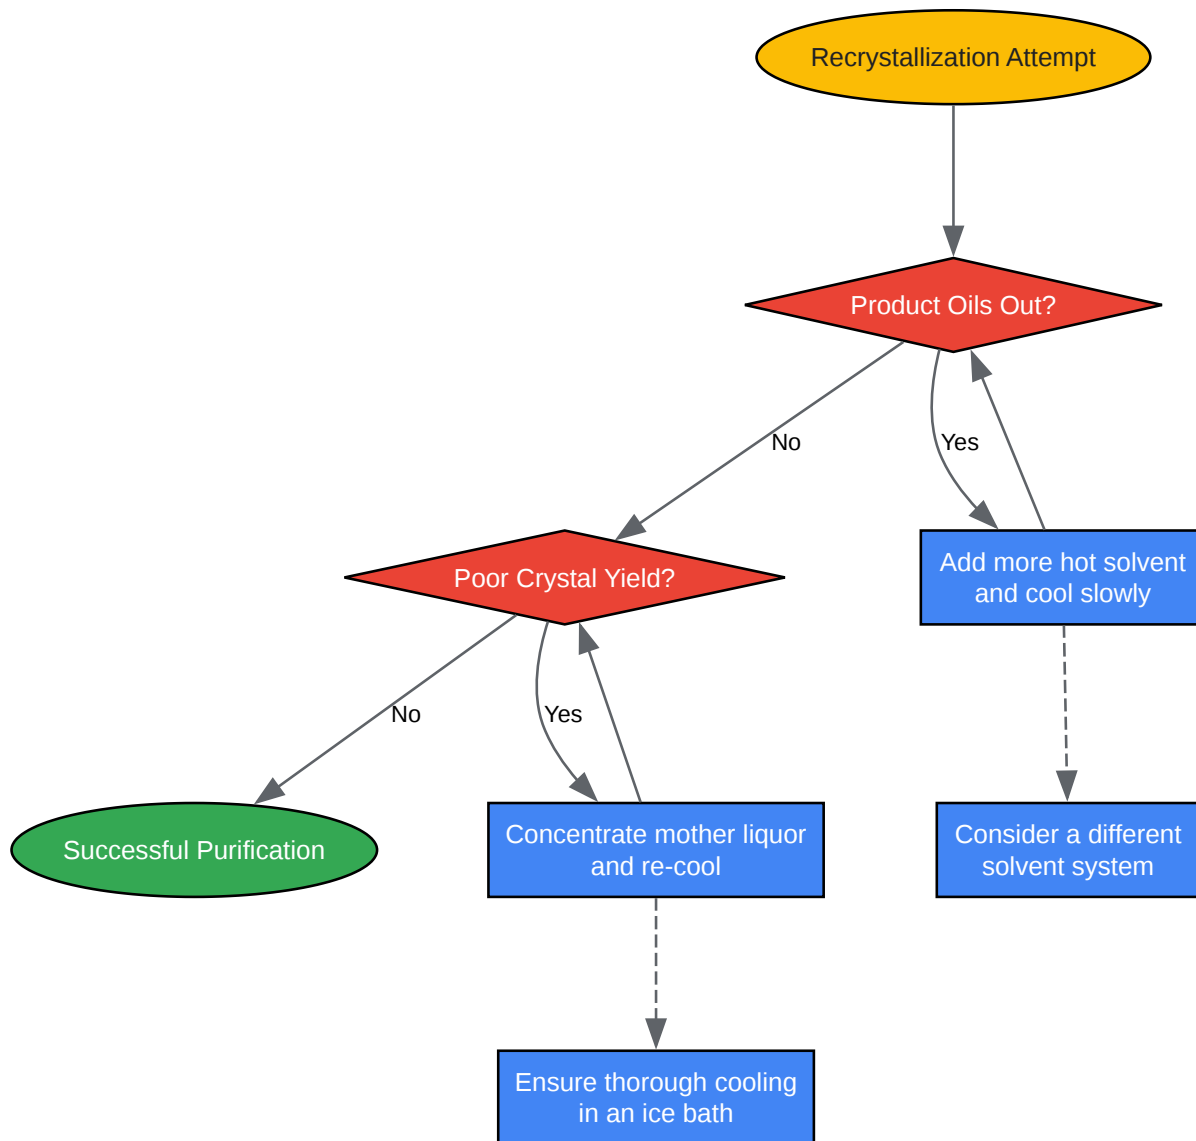 Recrystallization Attempt
Product Oils Out?
No
Yes
Poor Crystal Yield?
Add more hot solvent
and cool slowly
No
Yes
Successful Purification
Concentrate mother liquor
and re-cool
Consider a different
solvent system
Ensure thorough cooling
in an ice bath